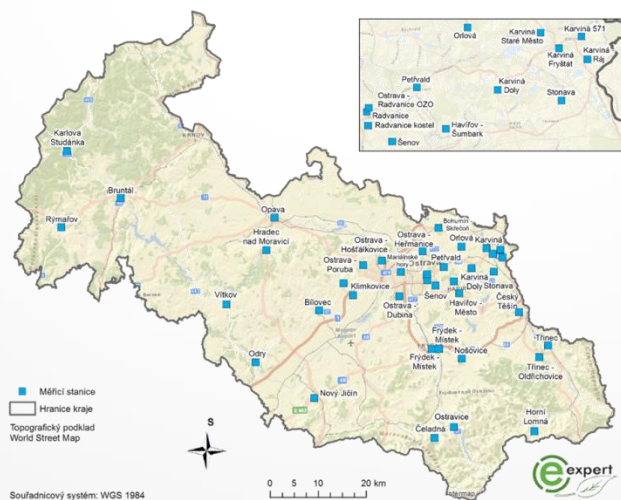 Orlová
Karviná
Staré Město
Karviná 571
Karviná
Fryštát
Karviná
Ráj
Petřvald
Karviná
Doly
Stonava
Ostrava -
Radvanice OZO
Radvanice
Radvanice kostel
Havířov -
Šumbark
Šenov
Karlova
Studánka
KRNOV
Bruntál
Rýmařov
Opava
Hradec
nad Moravicí
Vítkov
Bílovec
Odry
Nový Jičín
Ostrava -
Hošťálkovice
Ostrava -
Poruba
Klimkovice
Mariánské
hory
Ostrava -
Heřmanice
Bohumín
Orlová
Karviná
Petřvald
Ostrava
Karviná
Doly
Stonava
Šenov
Havířov -
Město
Český
Těšín
Ostrava -
Dubina
Frýdek -
Místek
Frýdek -
Místek
Nošovice
Třinec
Třinec -
Oldřichovice
Ostravice
Čeladná
Horní
Lomná
Měřicí stanice
Hranice kraje
Topografický podklad
World Street Map
S
0 5 10 20 km
Souřadnicový systém: WGS 1984
expert